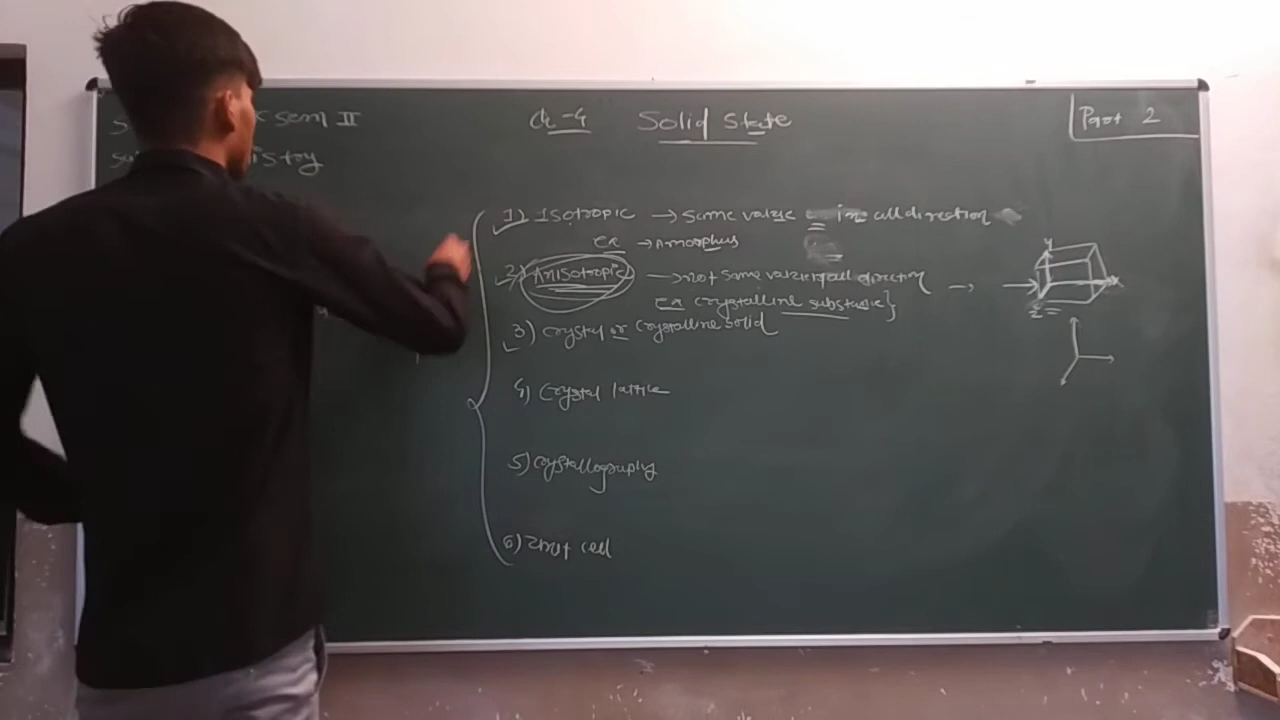 Sem II
Ch-4 Solid State
Part 2
istry
1) Isotropic → Same value in all direction
Ex → Amorphus
2) Anisotropic → not same value all direction →
Ex Crystalline substance}
3) Crystal or Crystalline Solid
4) Crystal lattice
5) Crystallography
6) Unit cell